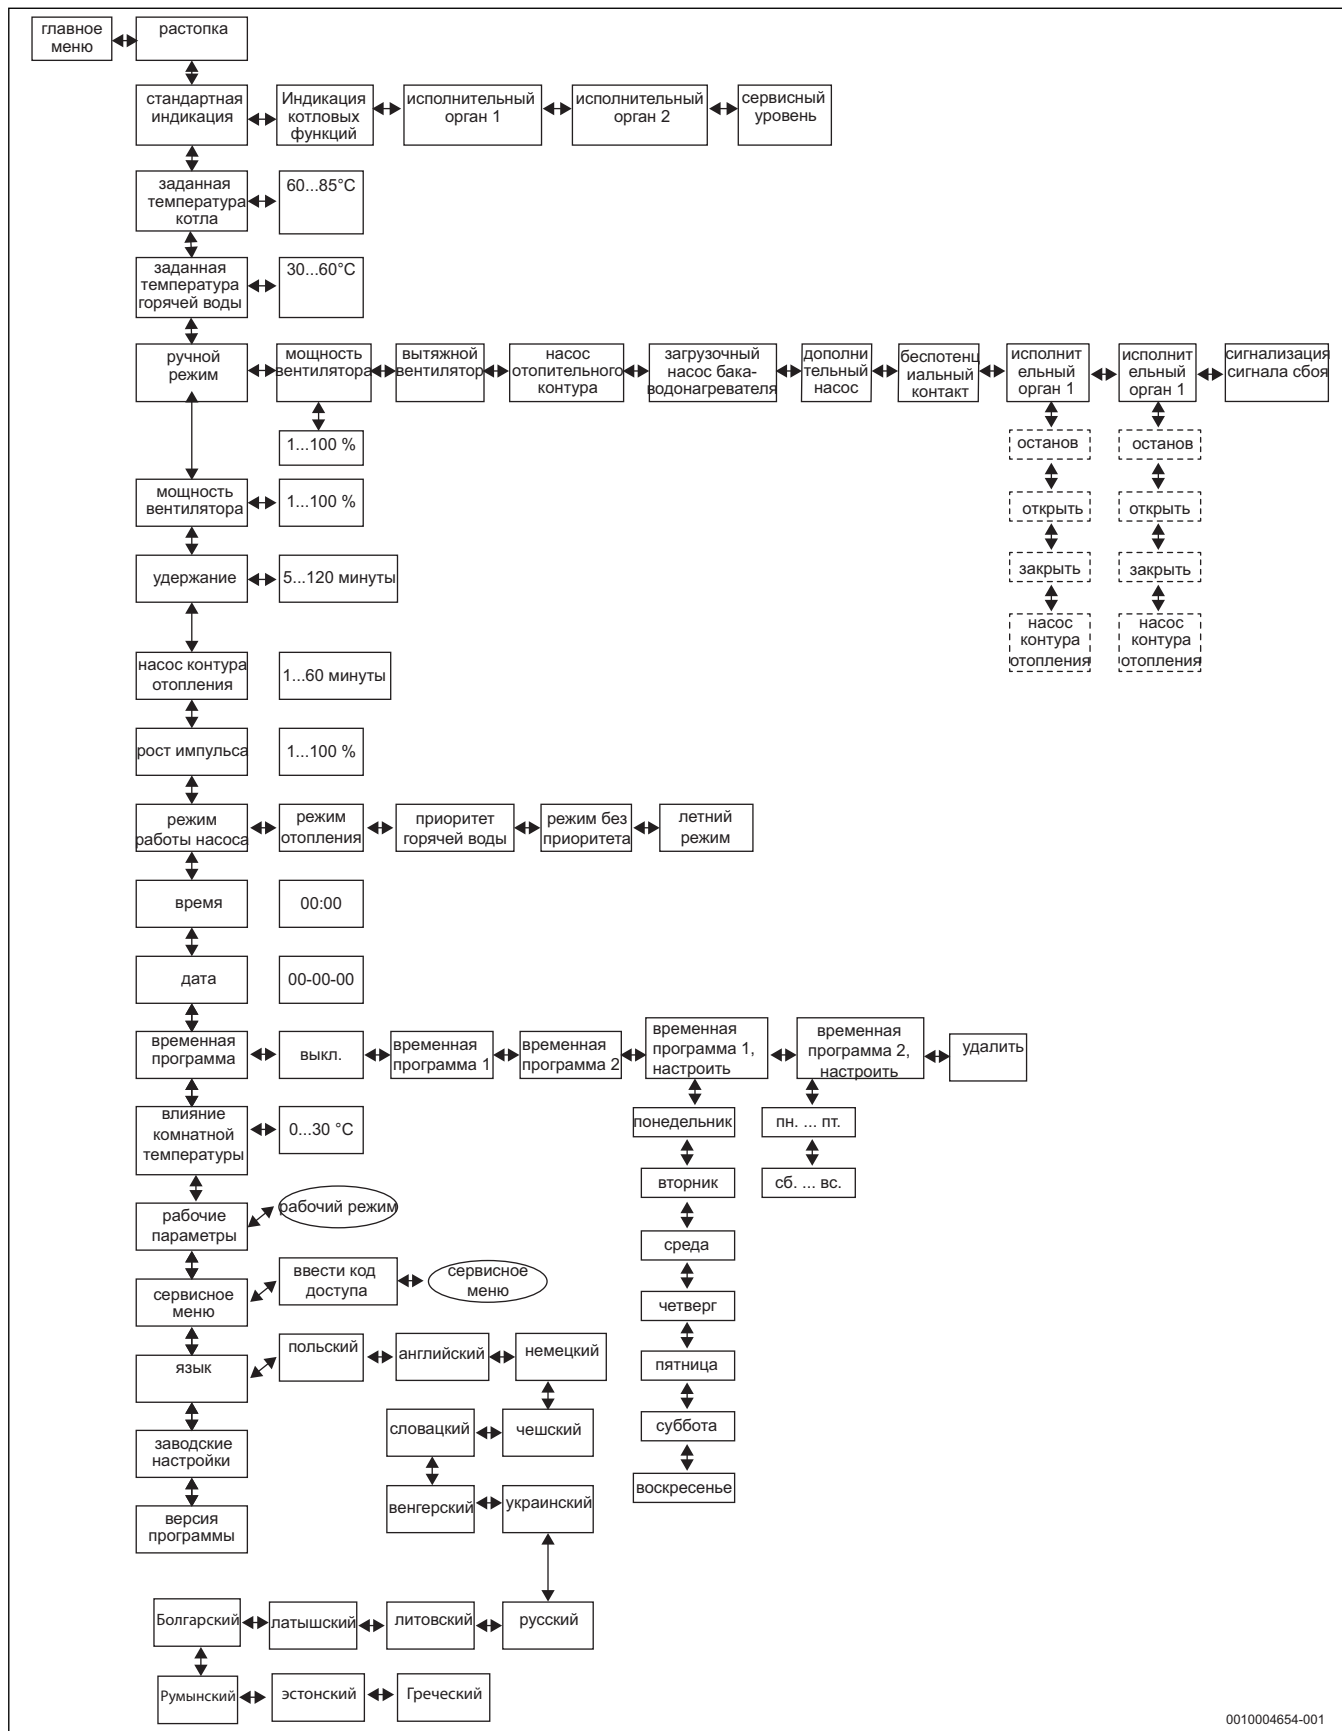 главное
меню
растопка
стандартная
индикация
Индикация
котловых
функций
исполнительный
орган 1
исполнительный
орган 2
сервисный
уровень
заданная
температура
котла
60...85°C
заданная
температура
горячей воды
30...60°C
ручной
режим
мощность
вентилятора
вытяжной
вентилятор
насос
отопительного
контура
загрузочный
насос бака-
водонагревателя
дополни
тельный
насос
беспотенц
иальный
контакт
исполнит
ельный
орган 1
исполнит
ельный
орган 1
сигнализация
сигнала сбоя
1...100 %
останов
открыть
закрыть
насос
контура
отопления
останов
открыть
закрыть
насос
контура
отопления
мощность
вентилятора
1...100 %
удержание
5...120 минуты
насос контура
отопления
1...60 минуты
рост импульса
1...100 %
режим
работы насоса
режим
отопления
приоритет
горячей воды
режим без
приоритета
летний
режим
время
00:00
дата
00-00-00
временная
программа
выкл.
временная
программа 1
временная
программа 2
временная
программа 1,
настроить
временная
программа 2,
настроить
удалить
понедельник
вторник
среда
четверг
пятница
суббота
воскресенье
пн. ... пт.
сб. ... вс.
влияние
комнатной
температуры
0...30 °C
рабочие
параметры
рабочий режим
сервисное
меню
ввести код
доступа
сервисное
меню
язык
польский
английский
немецкий
словацкий
чешский
венгерский
украинский
заводские
настройки
версия
программы
Болгарский
латышский
литовский
русский
Румынский
эстонский
Греческий
0010004654-001